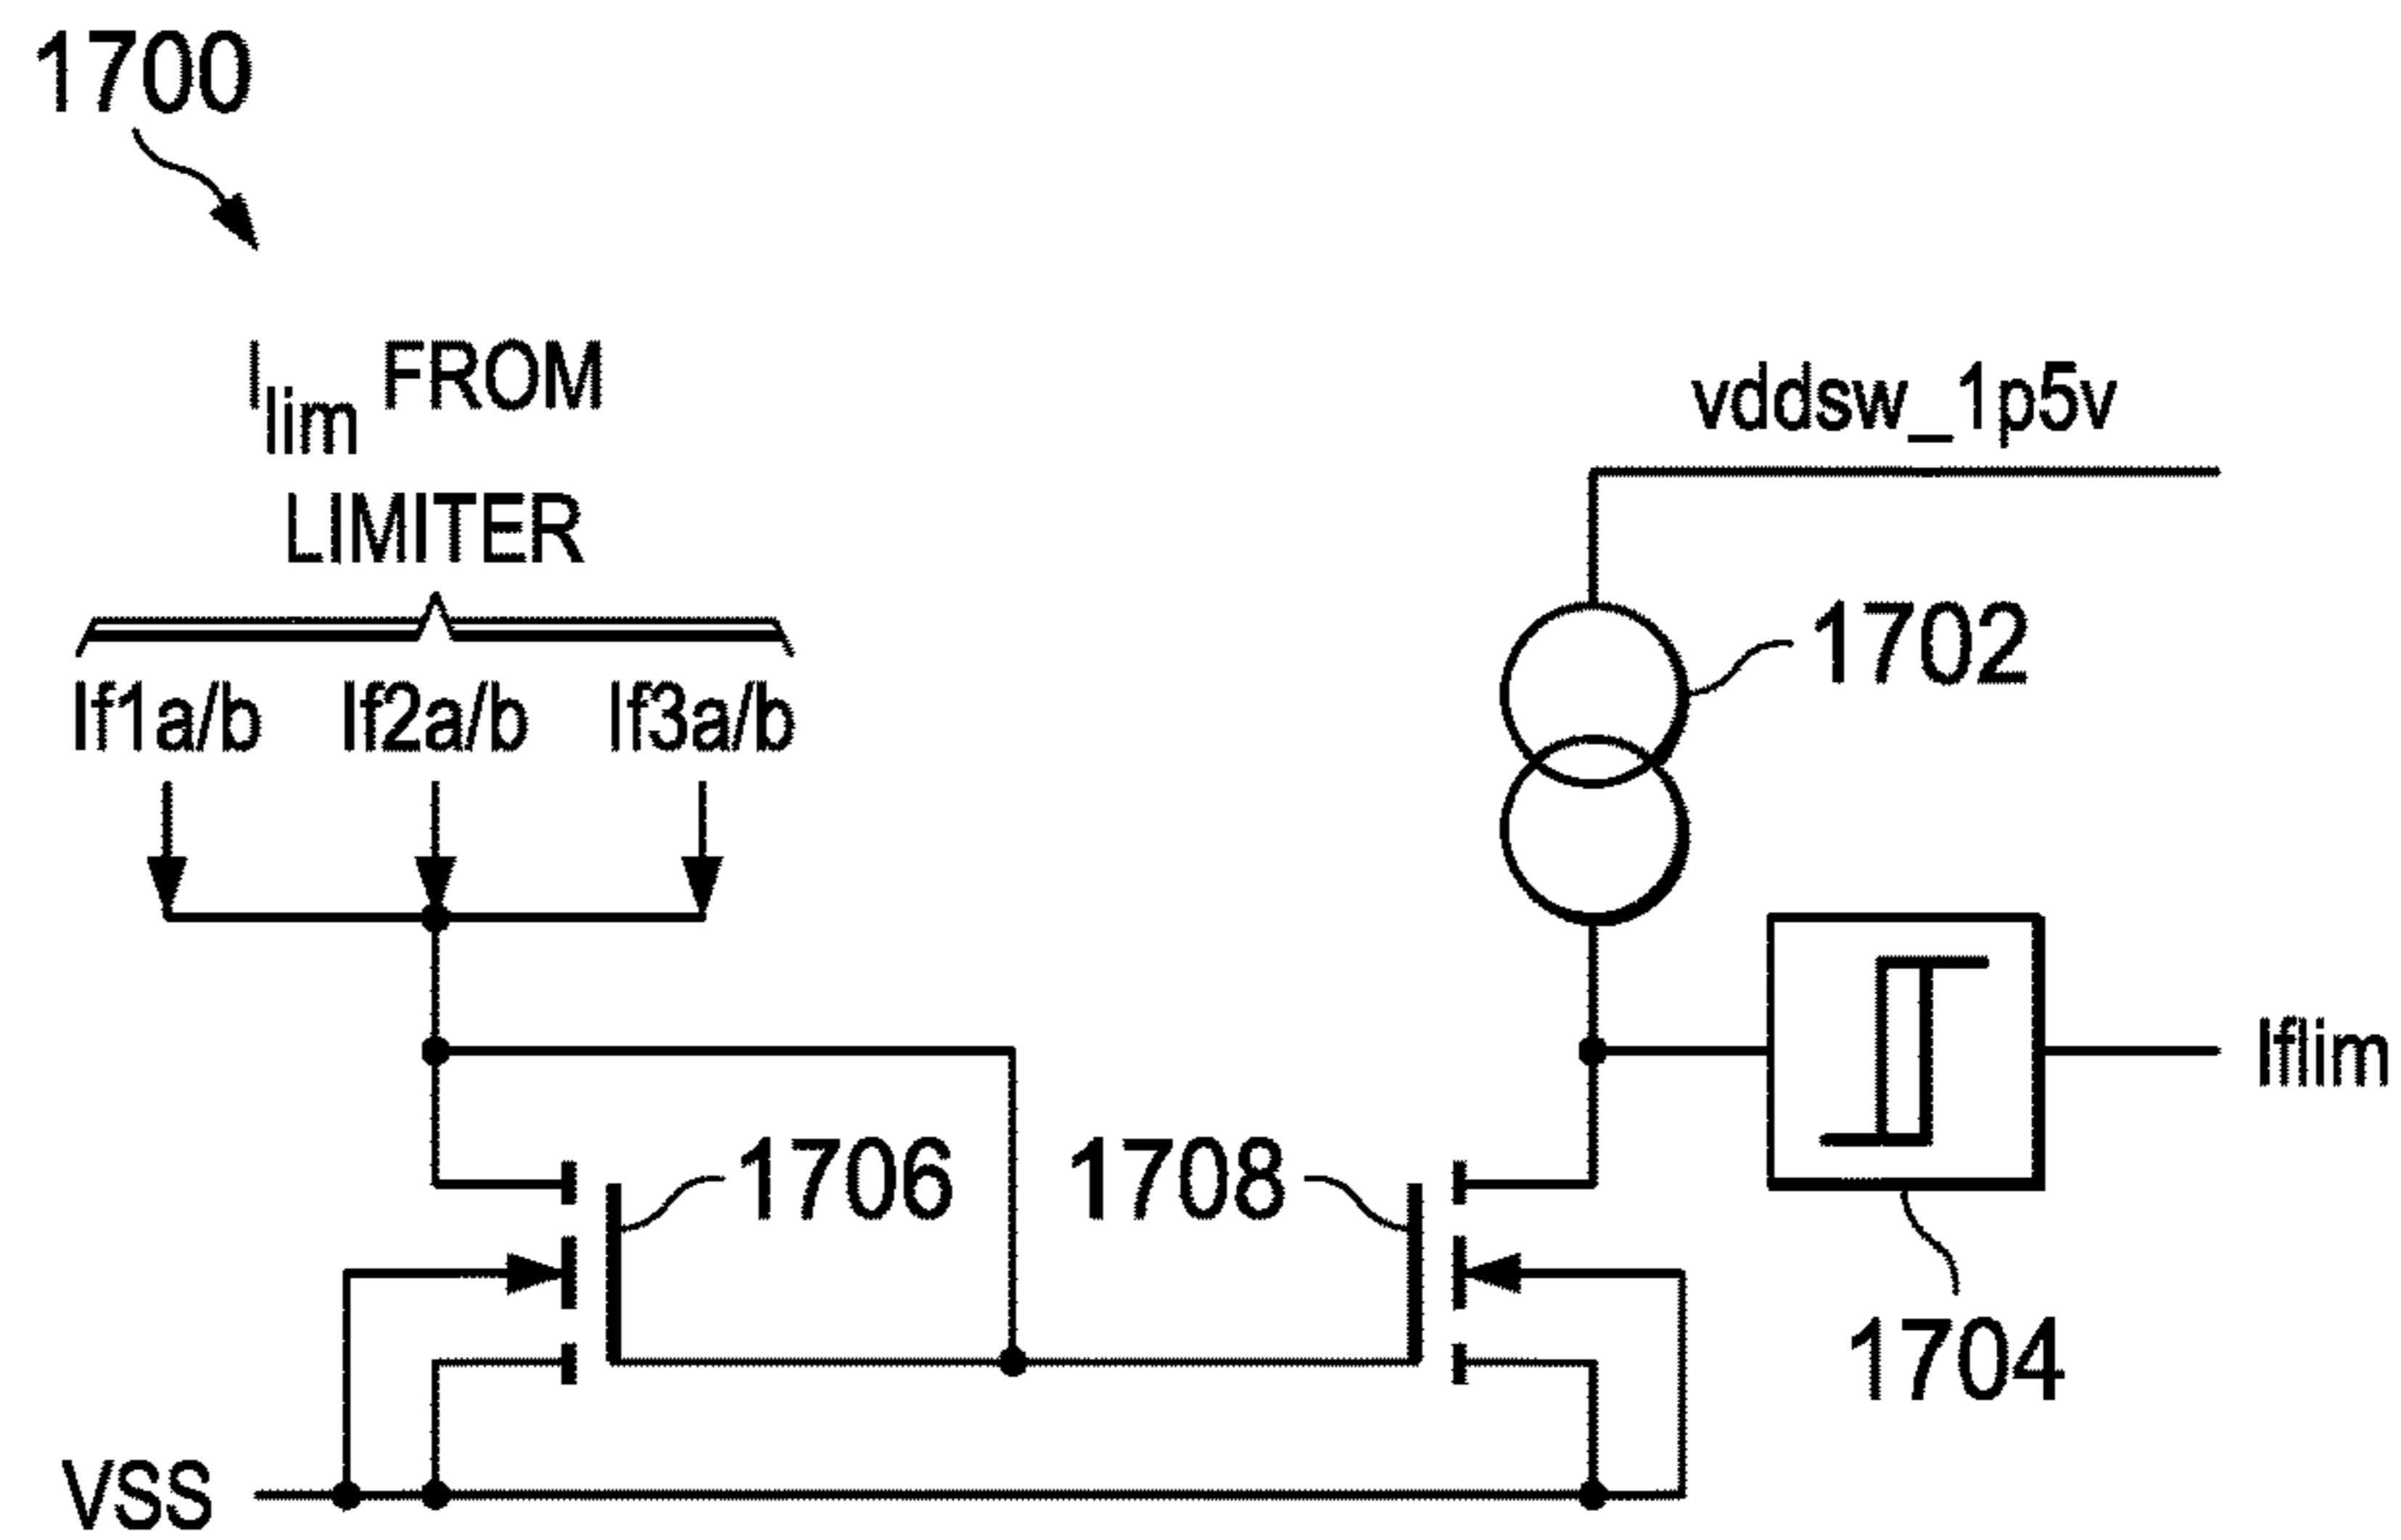 1700
Ilim FROM
LIMITER
vddsw_1p5v
1702
If1a/b If2a/b If3a/b
Iflim
1706
1708
1704
VSS